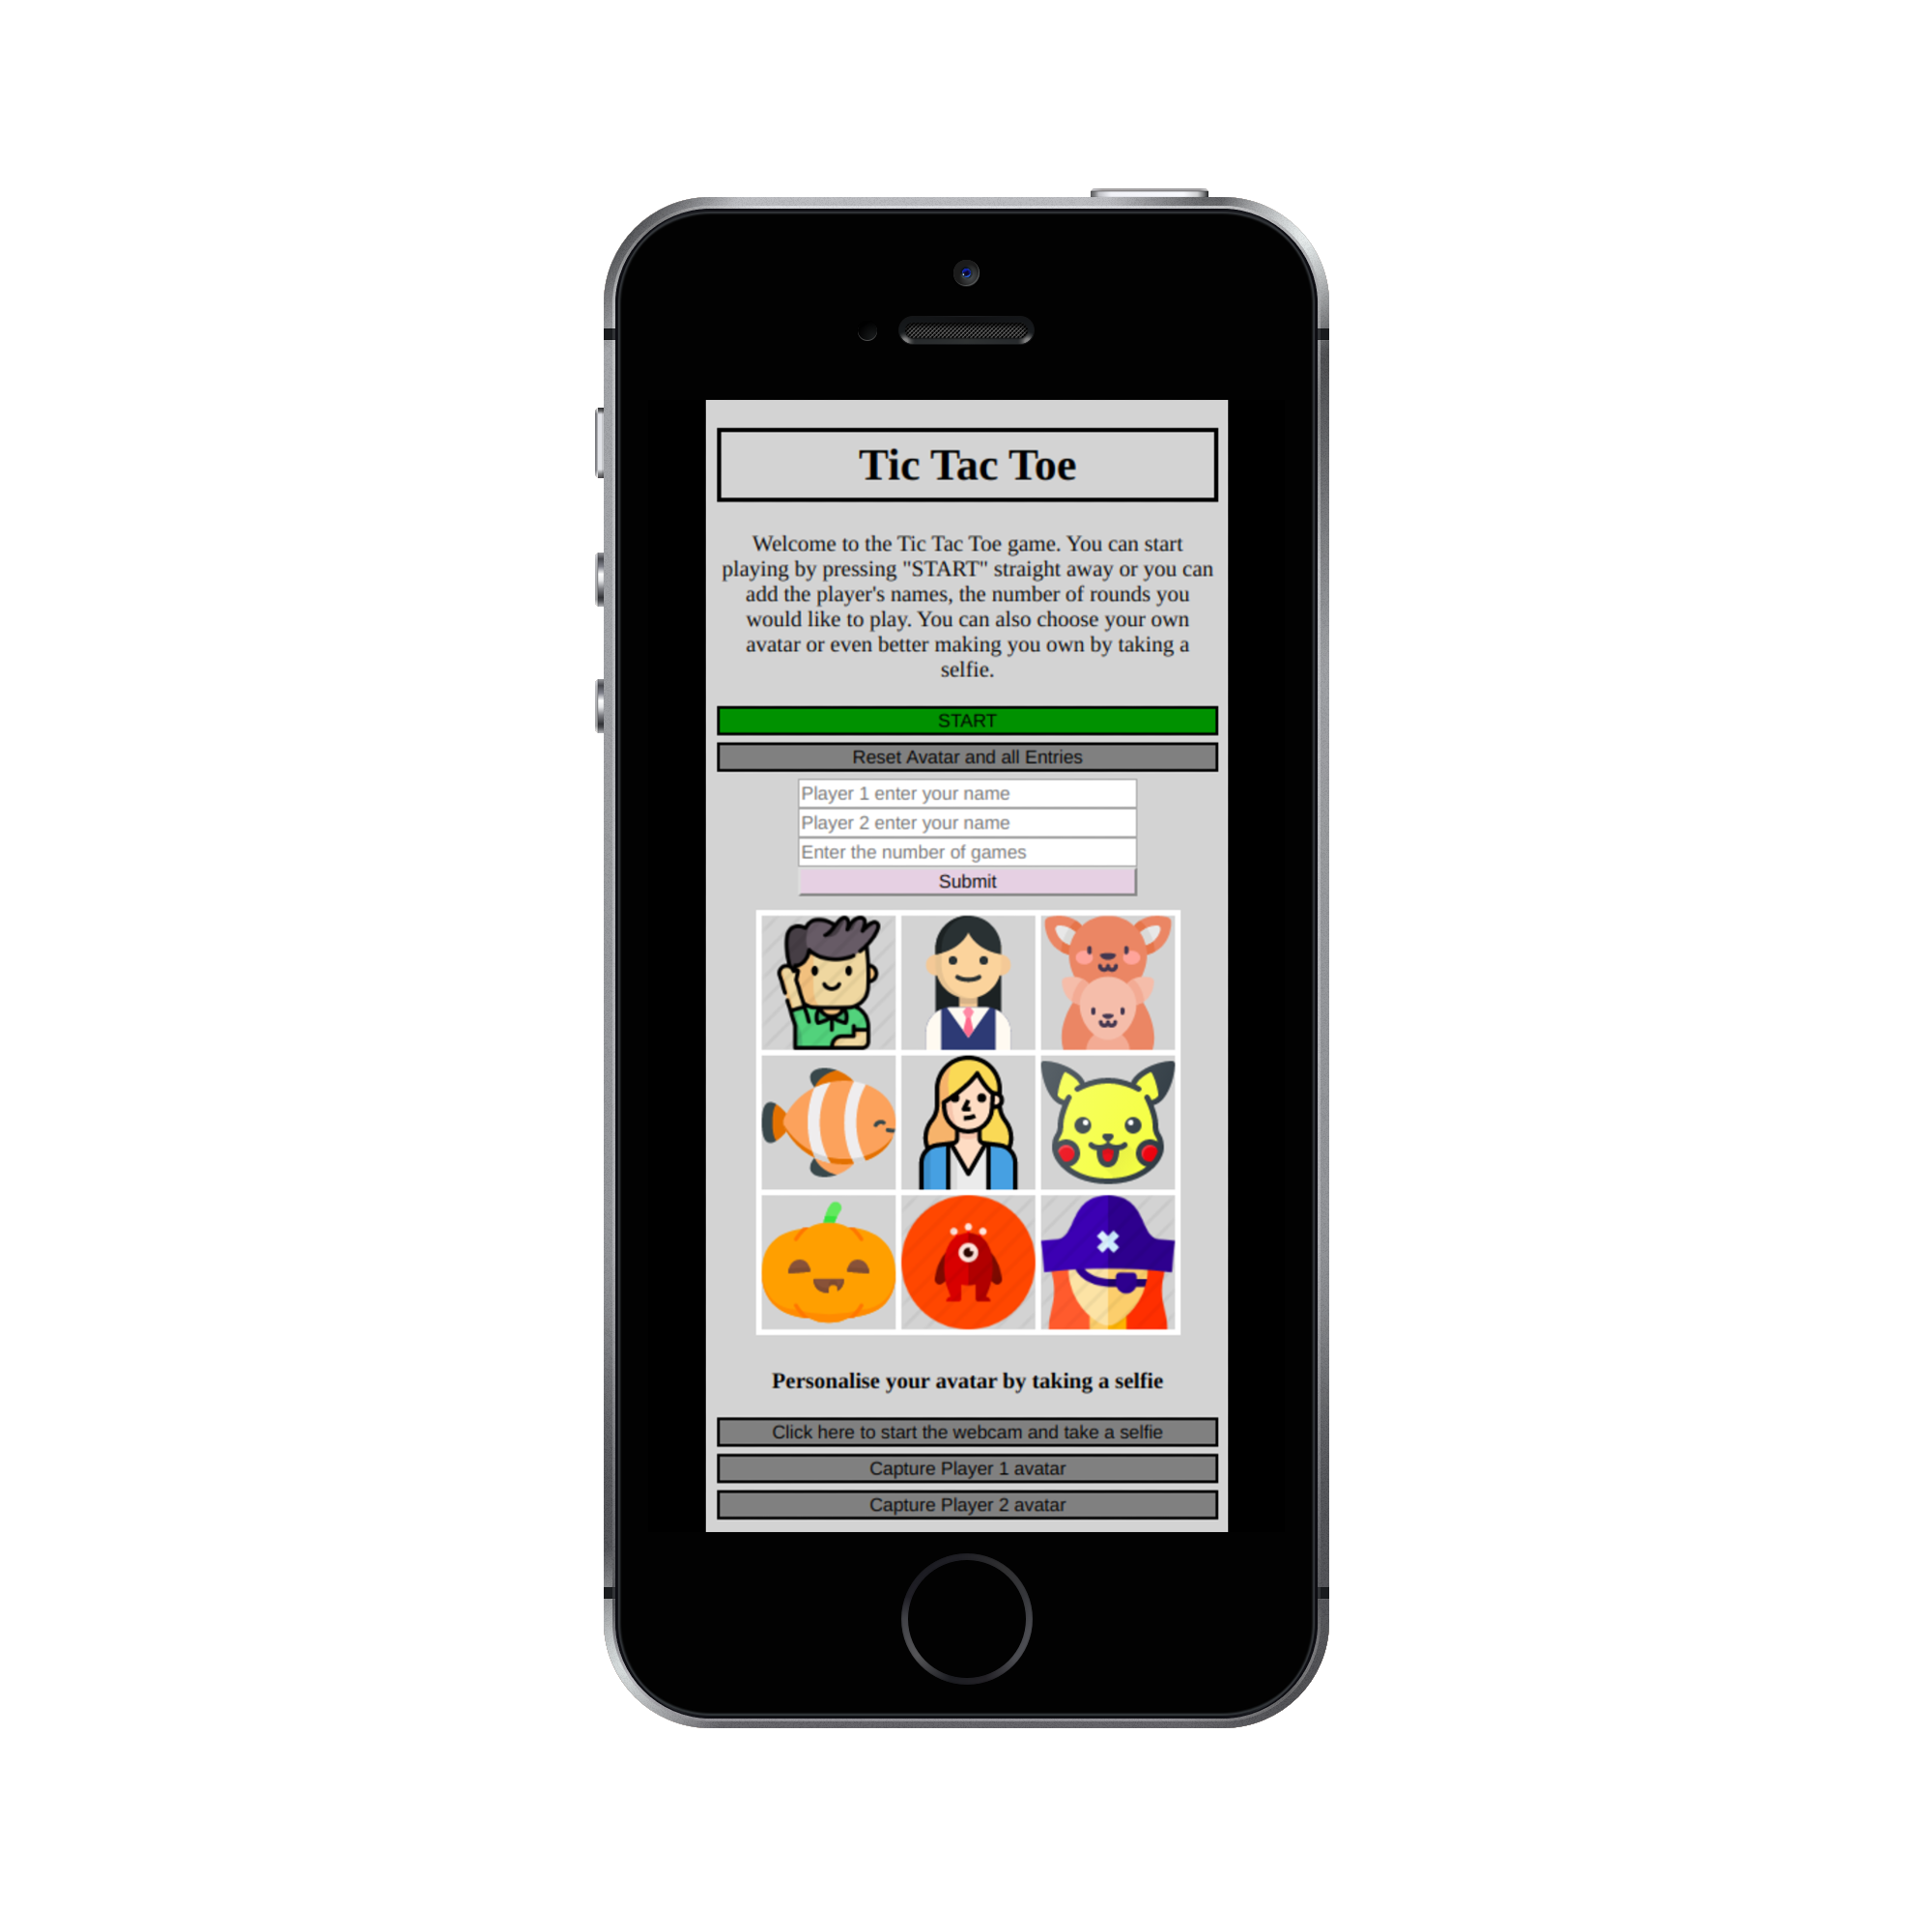 Tic Tac Toe
Welcome to the Tic Tac Toe game. You can start
playing by pressing "START" straight away or you can
add the player's names, the number of rounds you
would like to play. You can also choose your own
avatar or even better making you own by taking a
selfie.
START
Reset Avatar and all Entries
Player 1 enter your name
Player 2 enter your name
Enter the number of games
Submit
Personalise your avatar by taking a selfie
Click here to start the webcam and take a selfie
Capture Player 1 avatar
Capture Player 2 avatar